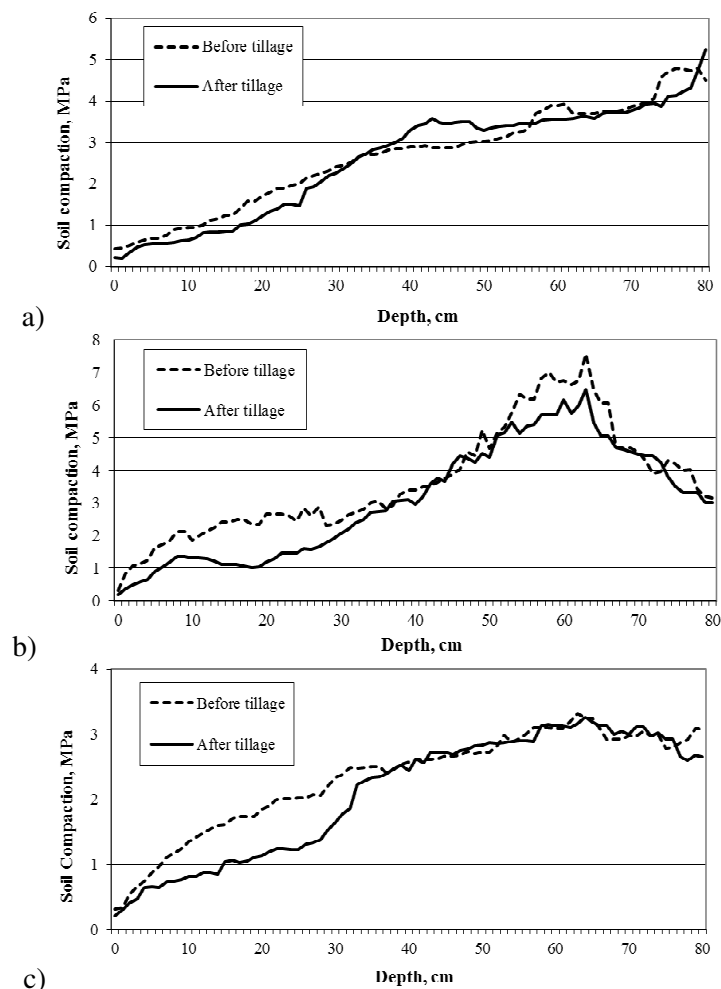 6
5
4
3
2
1
0
Soil compaction, MPa
Before tillage
After tillage
0 10 20 30 40 50 60 70 80
Depth, cm
a)
8
7
6
5
4
3
2
1
0
Soil compaction, MPa
Before tillage
After tillage
0 10 20 30 40 50 60 70 80
Depth, cm
b)
4
3
2
1
0
Soil Compaction, MPa
Before tillage
After tillage
0 10 20 30 40 50 60 70 80
Depth, cm
c)